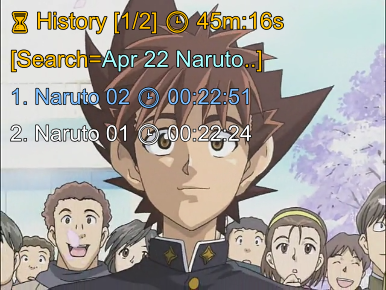 ⌛ History [1/2] 🕒 45m:16s
[Search=Apr 22 Naruto..]
1. Naruto 02 🕒 00:22:51
2. Naruto 01 🕒 00:22:24